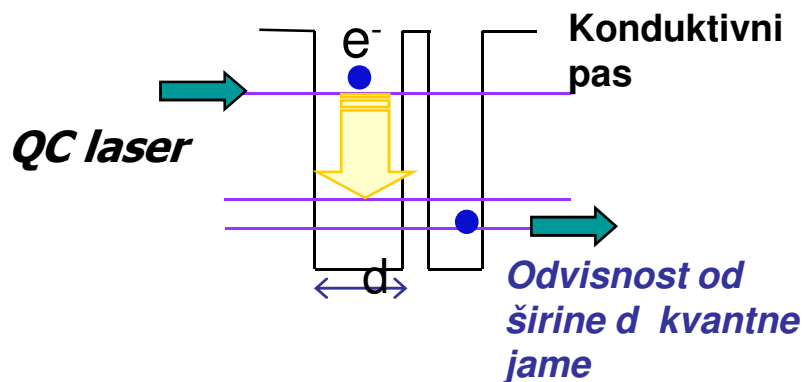 e-
Konduktivni
pas
QC laser
d
Odvisnost od
širine d kvantne
jame